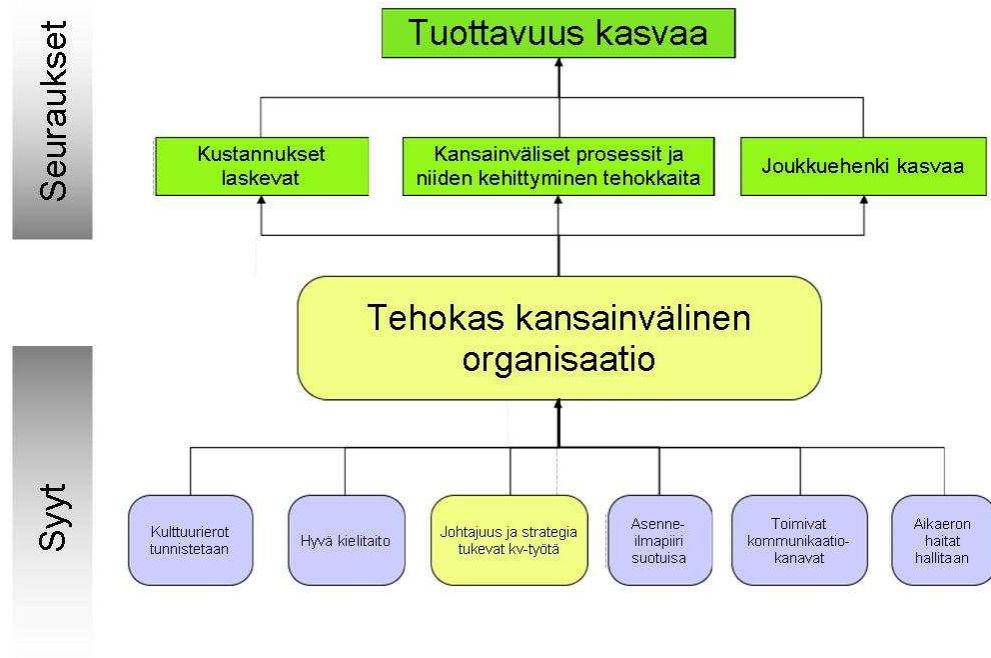 Seuraukset
Tuottavuus kasvaa
Kustannukset
laskevat
Kansainväliset prosessit ja
niiden kehittyminen tehokkaita
Joukkuehenki kasvaa
Tehokas kansainvälinen
organisaatio
Syyt
Kulttuurierot
tunnistetaan
Hyvä kielitaito
Johtajuus ja strategia
tukevat kv-työtä
Asenne-
ilmapiiri
suotuisa
Toimivat
kommunikaatio-
kanavat
Aikaeron
haitat
hallitaan